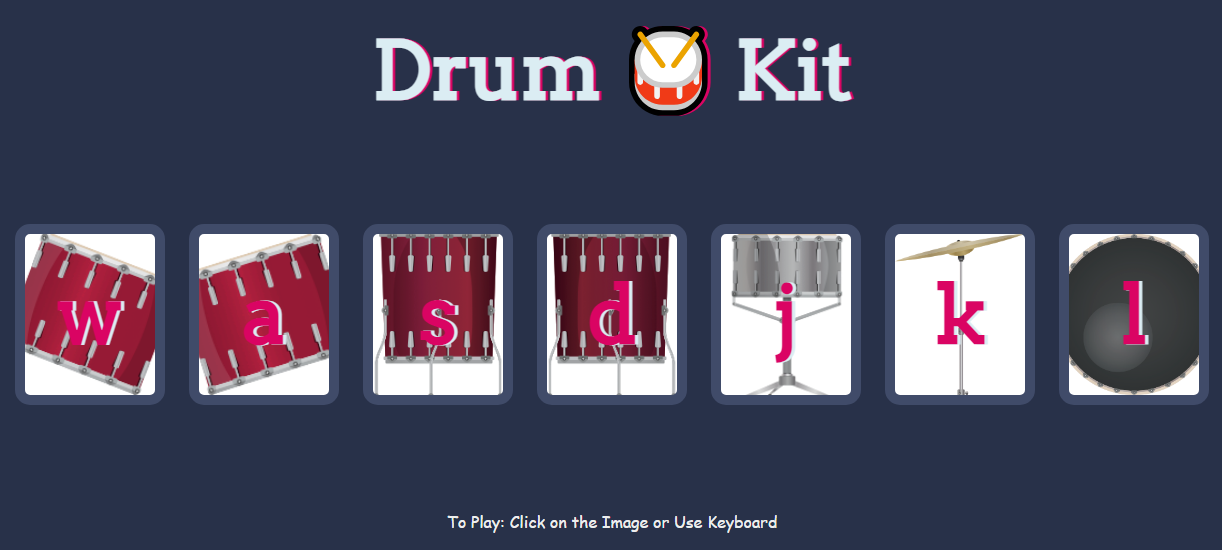 Drum 🥁 Kit
w a s d j k l
To Play: Click on the Image or Use Keyboard